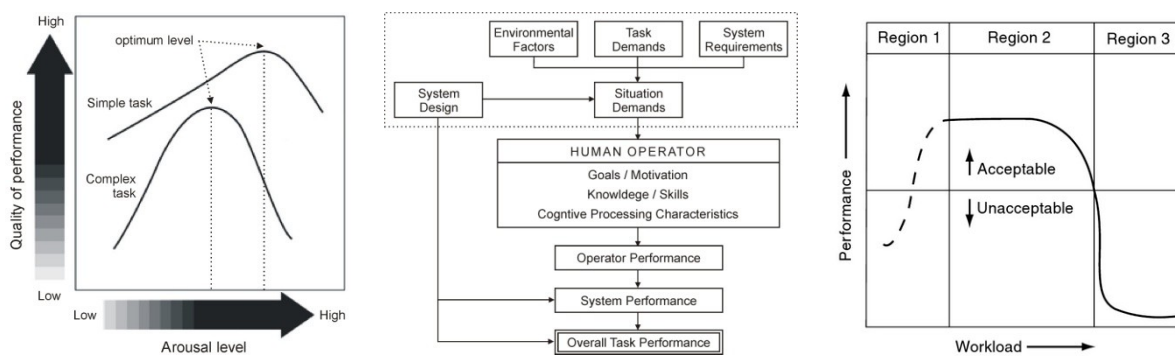 High
optimum level
Simple task
Complex
task
Quality of performance
Low
Low
High
Arousal level
Environmental
Factors
Task
Demands
System
Requirements
System
Design
Situation
Demands
HUMAN OPERATOR
Goals / Motivation
Knowldege / Skills
Cogntive Processing Characteristics
Operator Performance
System Performance
Overall Task Performance
Region 1
Region 2
Region 3
Performance
Acceptable
Unacceptable
Workload